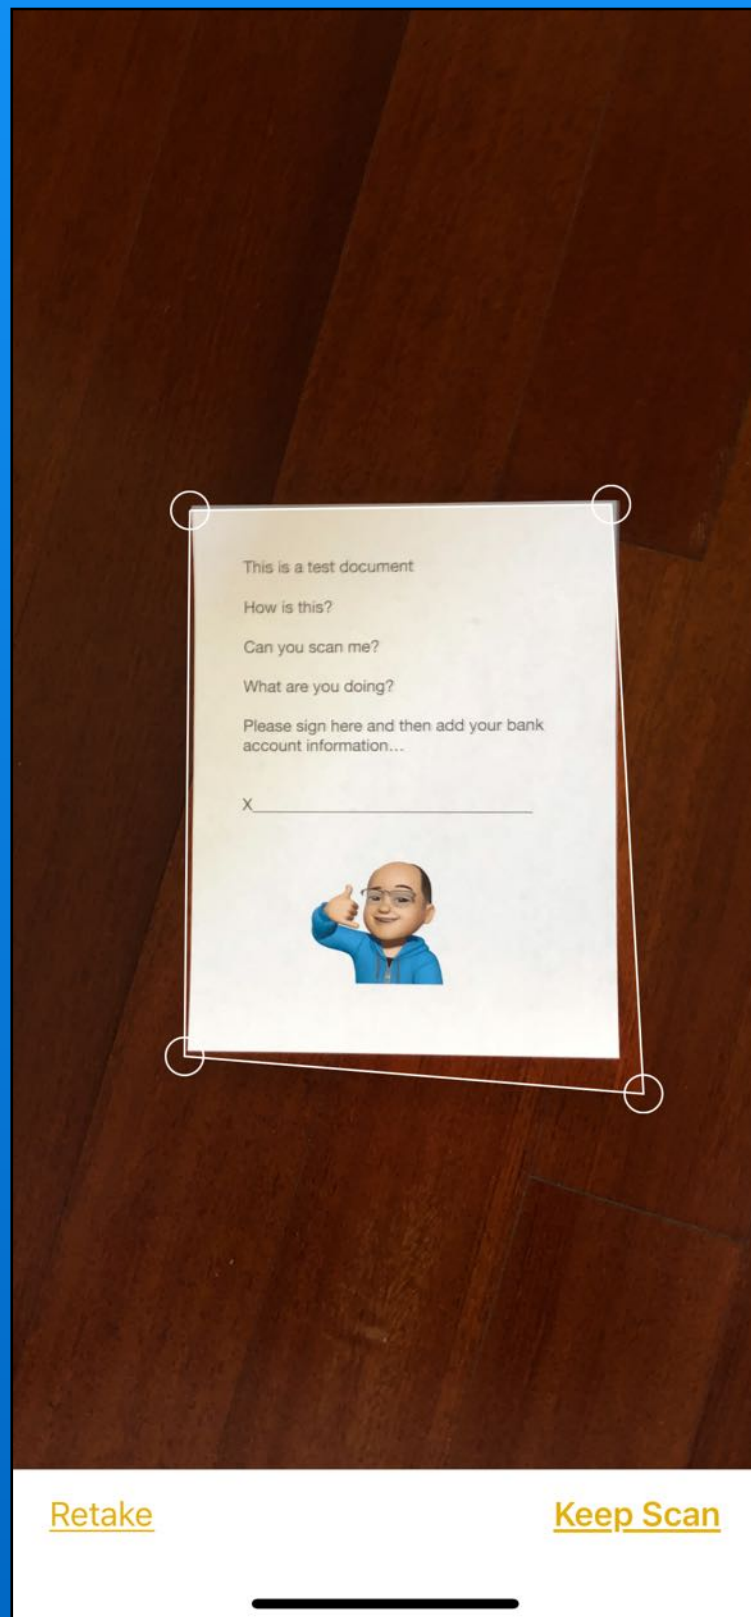 This is a test document
How is this?
Can you scan me?
What are you doing?
Please sign here and then add your bank
account information...
X________________________________
Retake
Keep Scan